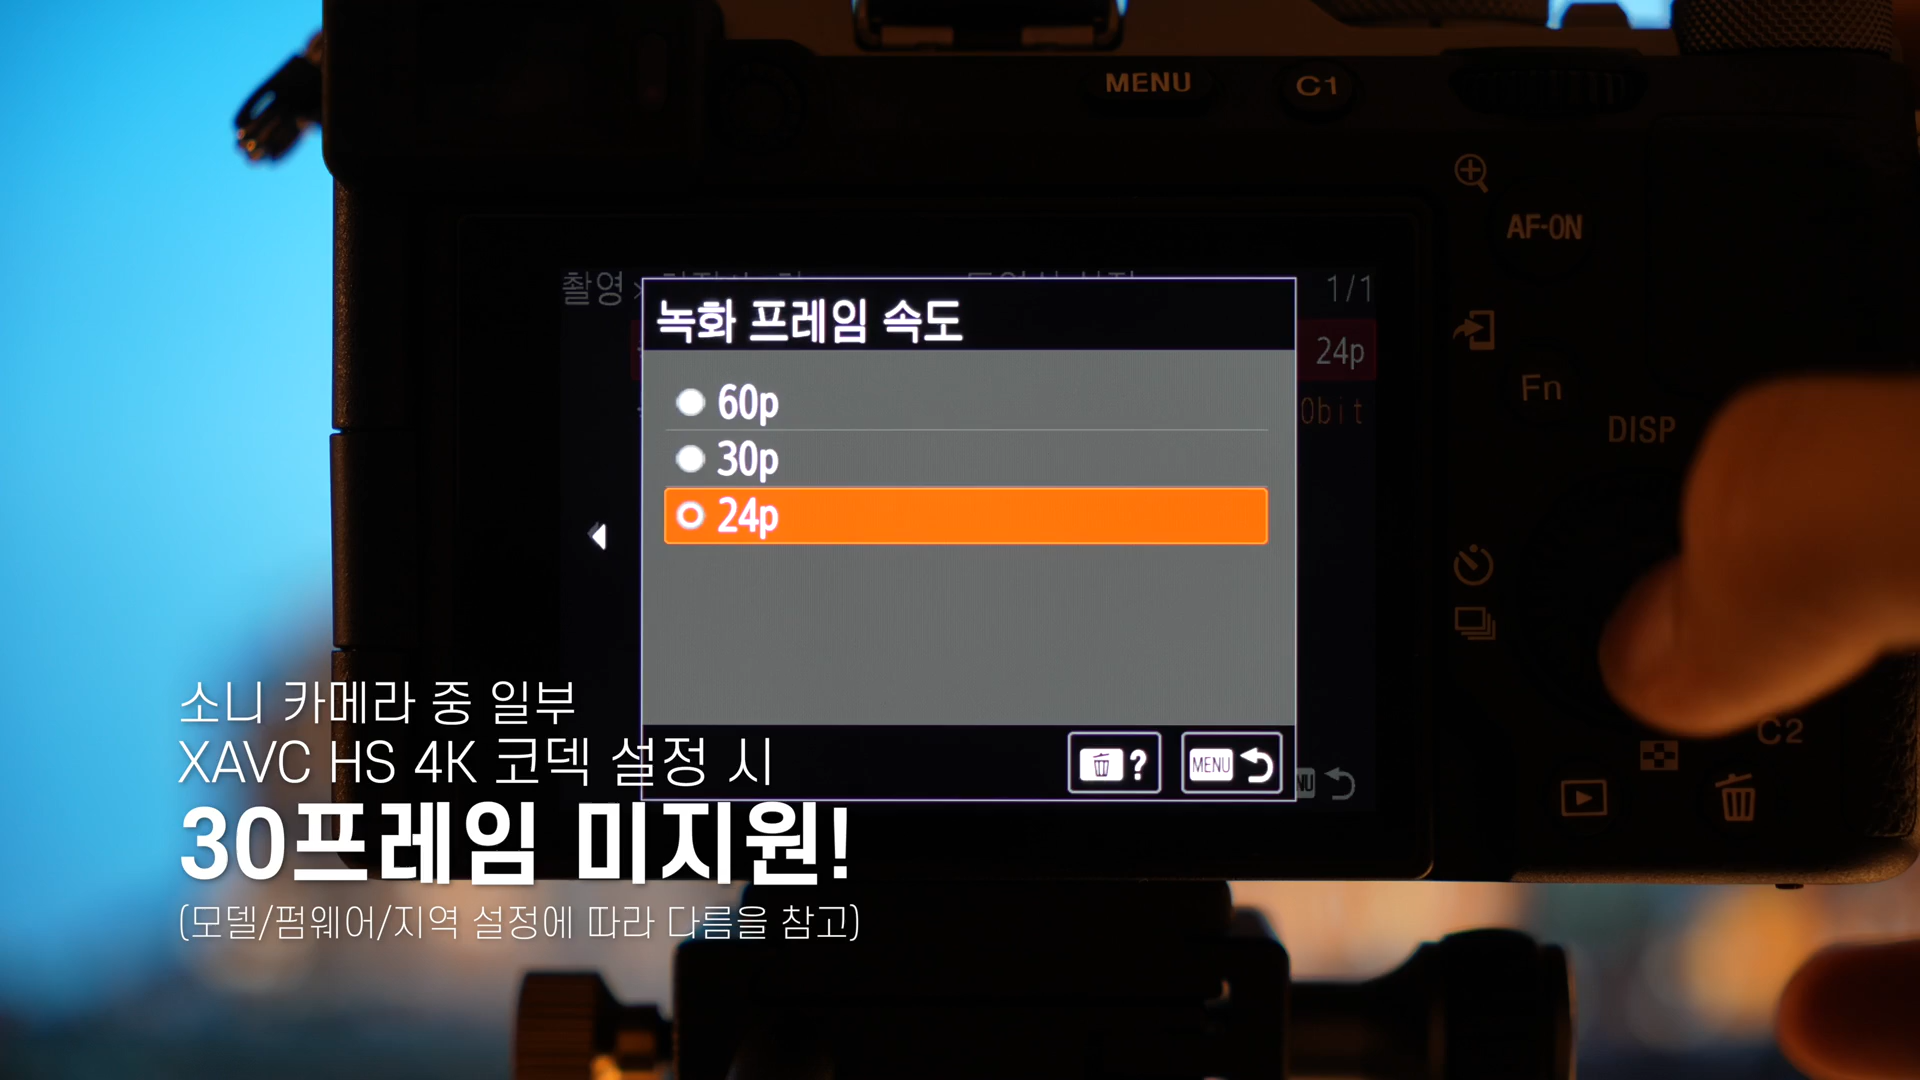 MENU
C1
AF-ON
촬영
1/1
녹화 프레임 속도
24p
60p
Fn
0bit
DISP
30p
24p
소니 카메라 중 일부
XAVC HS 4K 코덱 설정 시
?
MENU
C2
30프레임 미지원!
(모델/펌웨어/지역 설정에 따라 다름을 참고)